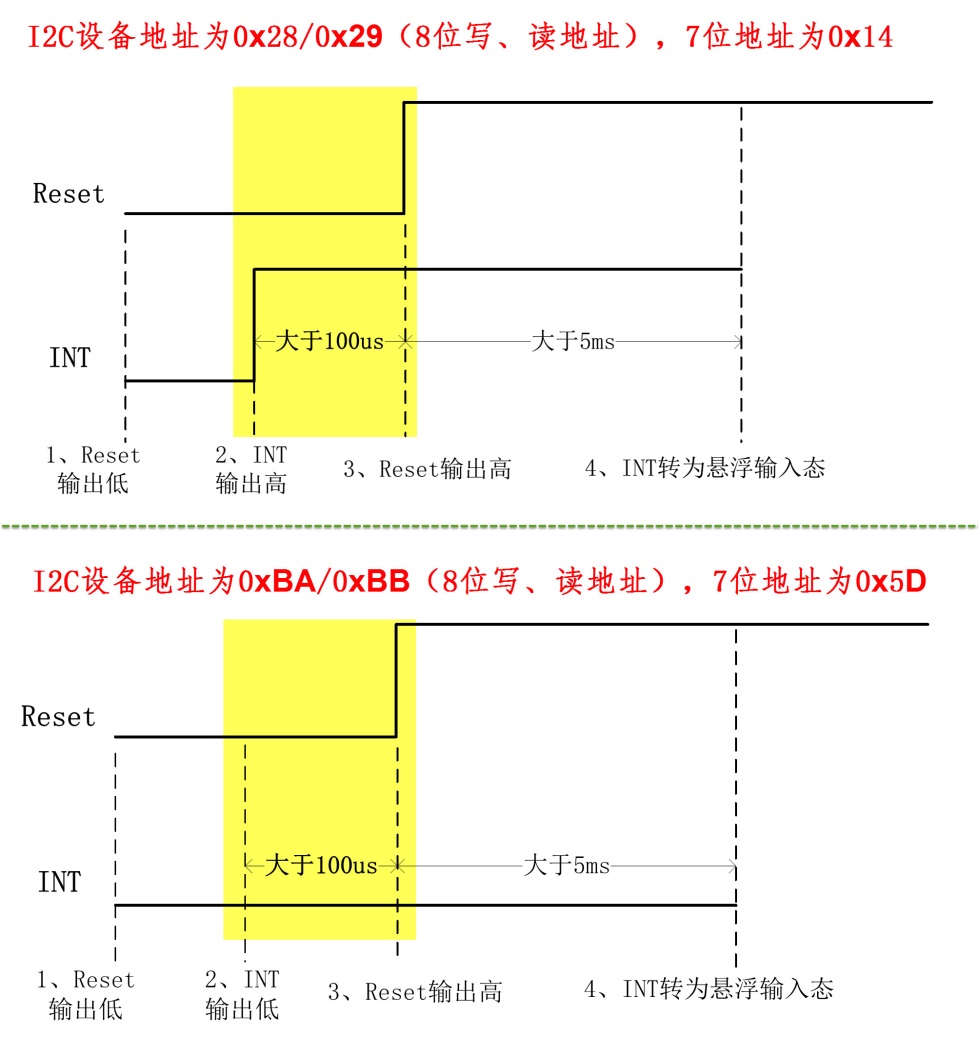 I2C设备地址为0x28/0x29（8位写、读地址），7位地址为0x14
Reset
INT
大于100us
大于5ms
1、Reset
输出低
2、INT
输出高
3、Reset输出高
4、INT转为悬浮输入态
I2C设备地址为0xBA/0xBB（8位写、读地址），7位地址为0x5D
Reset
大于100us
大于5ms
INT
1、Reset
输出低
2、INT
输出低
3、Reset输出高
4、INT转为悬浮输入态